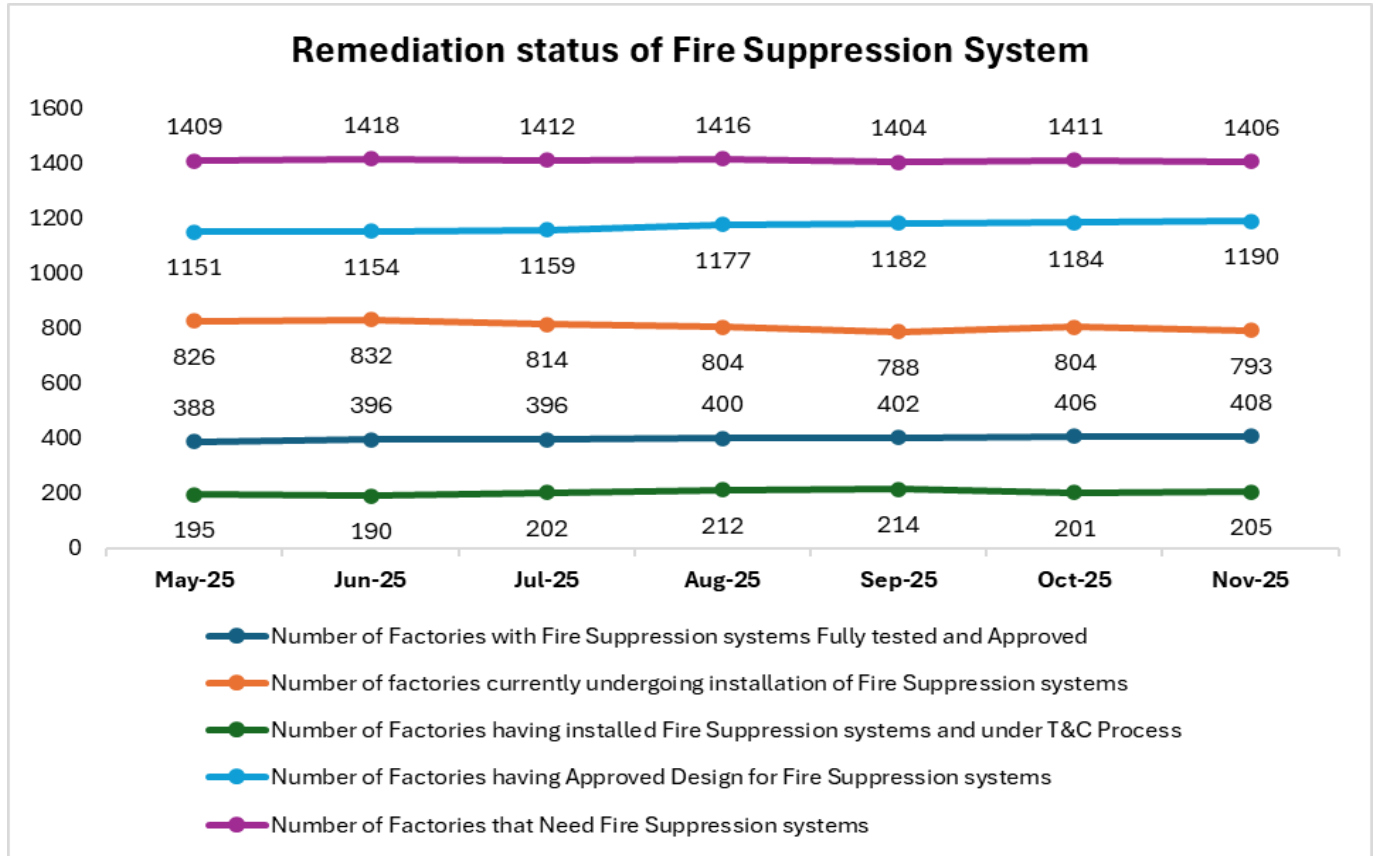 Remediation status of Fire Suppression System
1600
1409 1418 1412 1416 1404 1411 1406
1400
1200
1151 1154 1159 1177 1182 1184 1190
1000
800
826 832 814 804 788 804 793
600
388 396 396 400 402 406 408
400
200
195 190 202 212 214 201 205
0
May-25 Jun-25 Jul-25 Aug-25 Sep-25 Oct-25 Nov-25
Number of Factories with Fire Suppression systems Fully tested and Approved
Number of factories currently undergoing installation of Fire Suppression systems
Number of Factories having installed Fire Suppression systems and under T&C Process
Number of Factories having Approved Design for Fire Suppression systems
Number of Factories that Need Fire Suppression systems